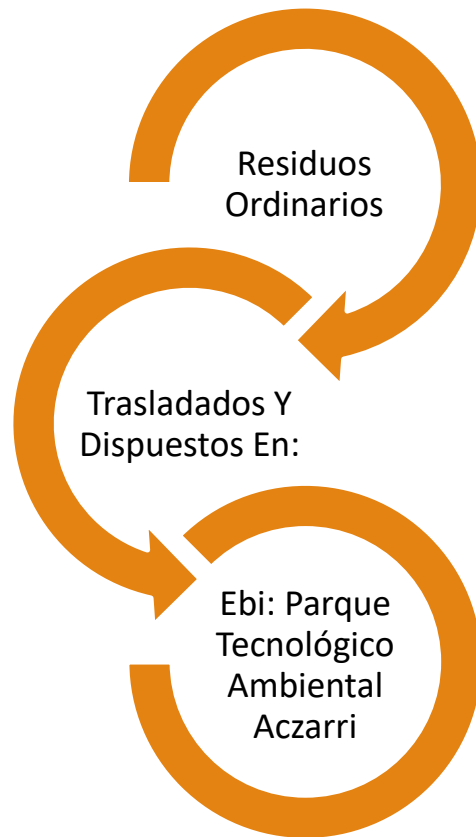 Residuos
Ordinarios
Trasladados Y
Dispuestos En:
Ebi: Parque
Tecnológico
Ambiental
Aczarri